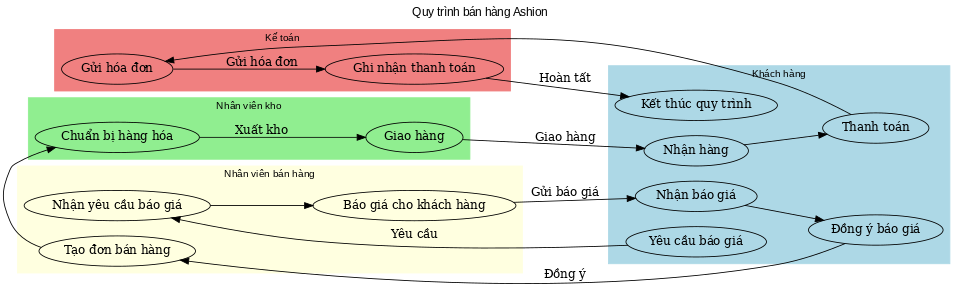 Quy trình bán hàng Ashion
Kế toán
Gửi hóa đơn
Gửi hóa đơn
Ghi nhận thanh toán
Hoàn tất
Khách hàng
Kết thúc quy trình
Thanh toán
Nhân viên kho
Chuẩn bị hàng hóa
Xuất kho
Giao hàng
Giao hàng
Nhận hàng
Nhân viên bán hàng
Nhận yêu cầu báo giá
Báo giá cho khách hàng
Gửi báo giá
Nhận báo giá
Đồng ý báo giá
Yêu cầu
Yêu cầu báo giá
Tạo đơn bán hàng
Đồng ý